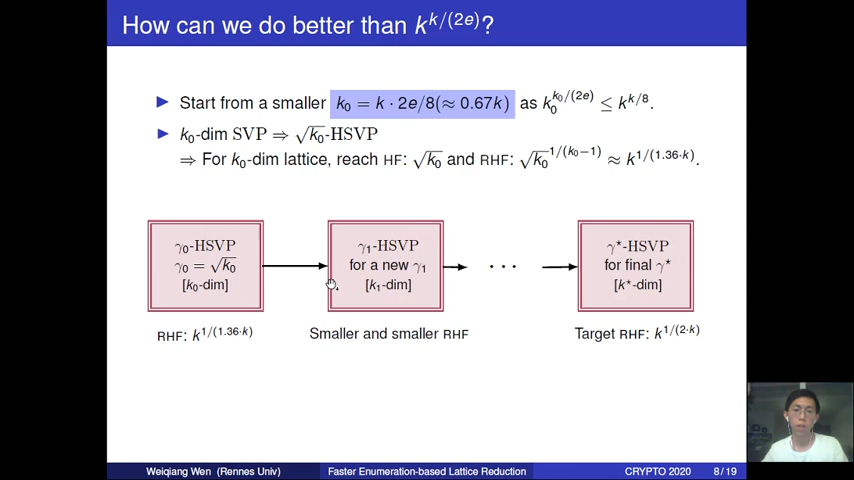 How can we do better than k^{k/(2e)}?
▶ Start from a smaller k₀ = k · 2e/8(≈ 0.67k) as k₀^{k₀/(2e)} ≤ k^{k/8}.
▶ k₀-dim SVP ⇒ √k₀-HSVP
⇒ For k₀-dim lattice, reach HF: √k₀ and RHF: √k₀^{1/(k₀−1)} ≈ k^{1/(1.36·k)}.
γ₀-HSVP
γ₀ = √k₀
[k₀-dim]
γ₁-HSVP
for a new γ₁
[k₁-dim]
· · ·
γ*-HSVP
for final γ*
[k*-dim]
RHF: k^{1/(1.36·k)}
Smaller and smaller RHF
Target RHF: k^{1/(2·k)}
Weiqiang Wen (Rennes Univ) Faster Enumeration-based Lattice Reduction CRYPTO 2020 8/19